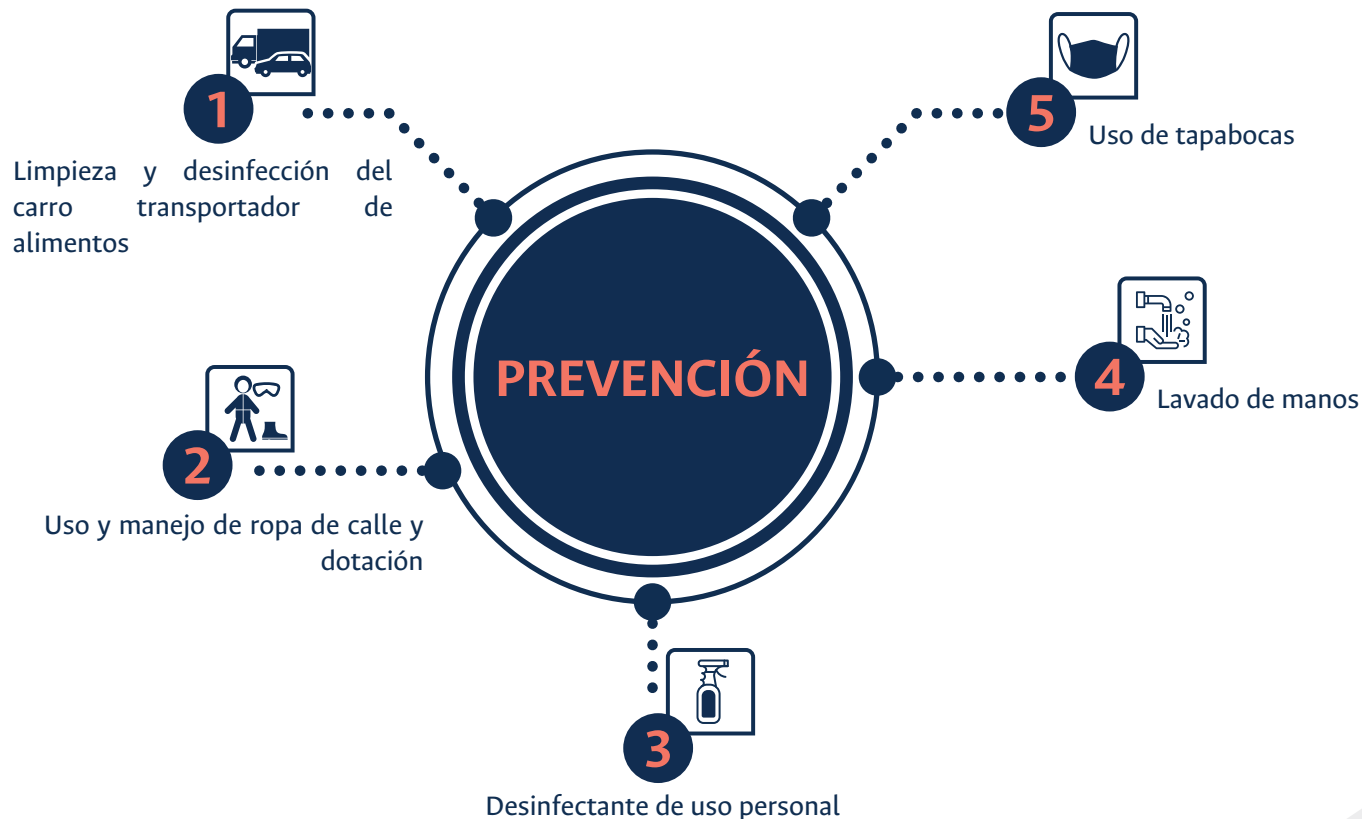 1
Limpieza y desinfección del
carro transportador de
alimentos
2
Uso y manejo de ropa de calle y
dotación
3
Desinfectante de uso personal
4
Lavado de manos
5
Uso de tapabocas
PREVENCIÓN